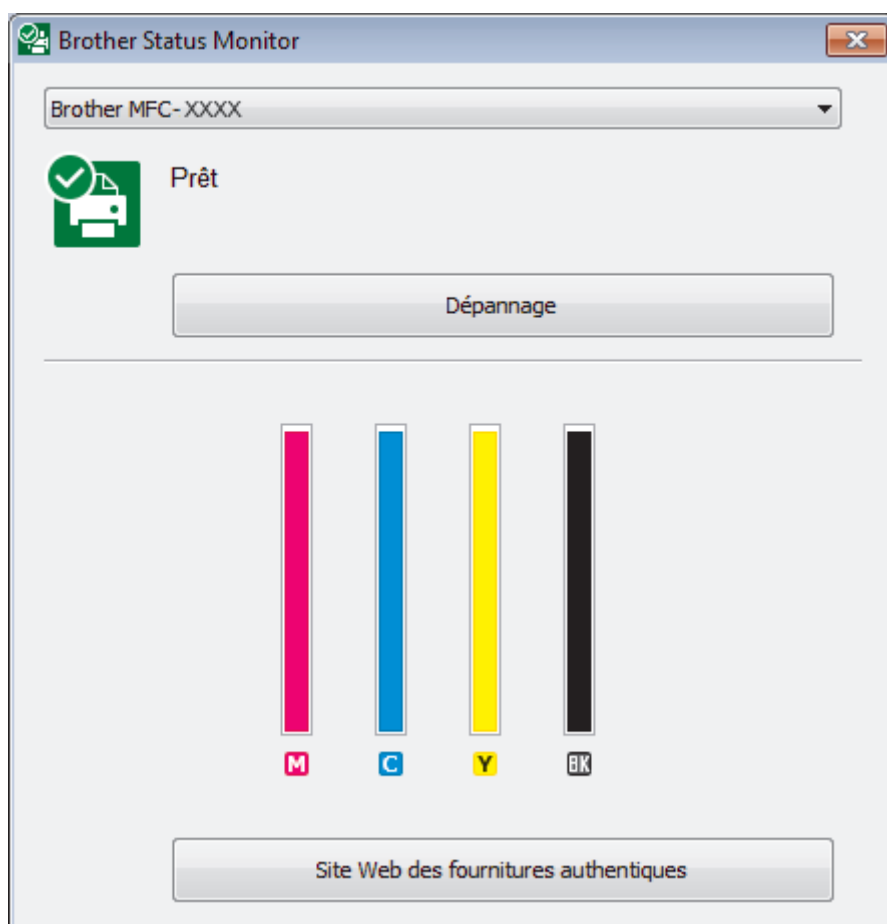 Brother Status Monitor
Brother MFC-XXXX
Prêt
Dépannage
M C Y BK
Site Web des fournitures authentiques